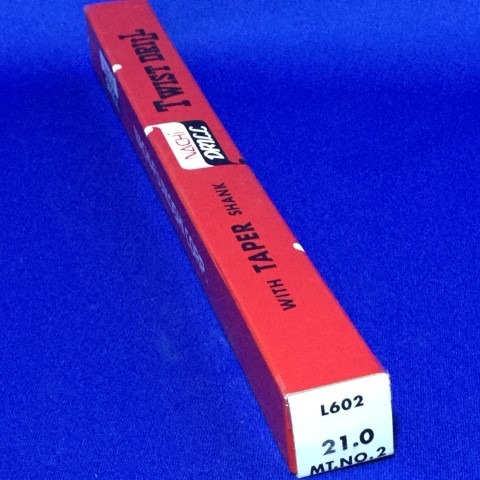 TWIST DRILL
NACHI
DRILL
WITH TAPER SHANK
L602
21.0
MT.NO.2